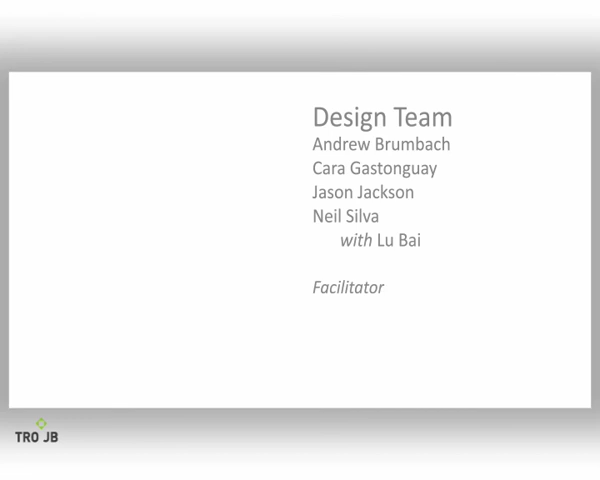 Design Team
Andrew Brumbach
Cara Gastonguay
Jason Jackson
Neil Silva
with Lu Bai
Facilitator
TRO JB